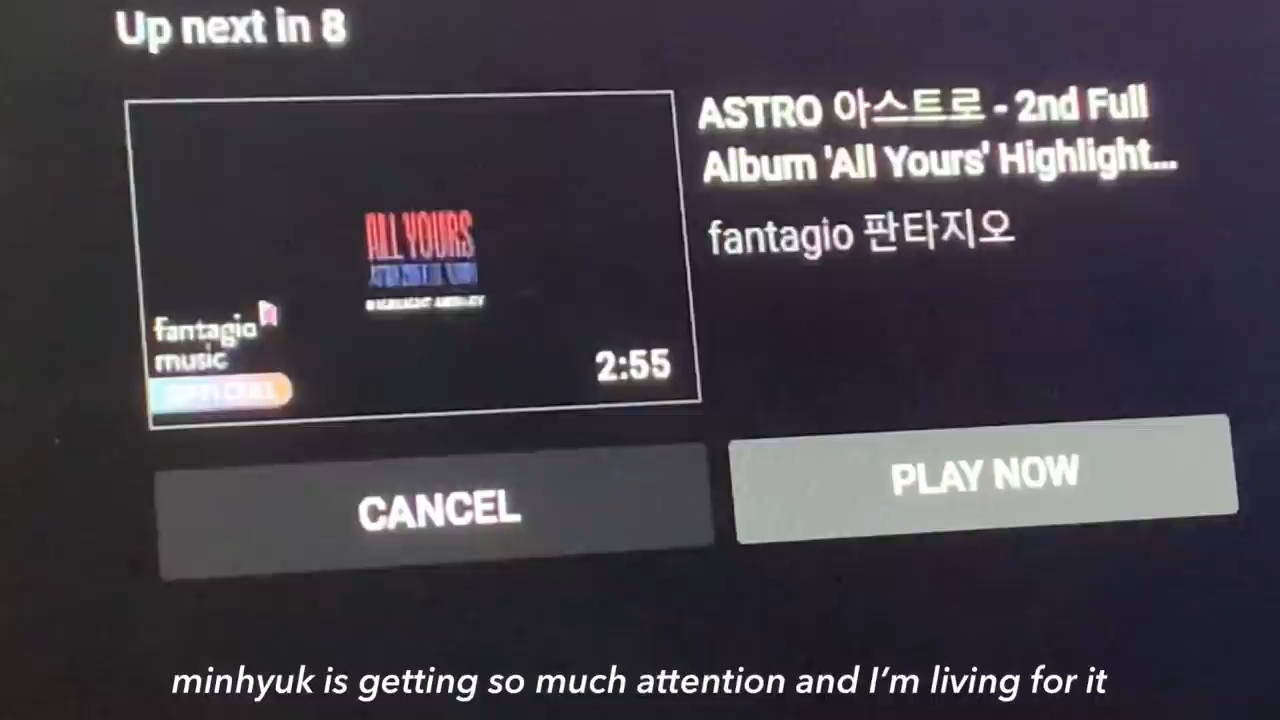 Up next in 8
ASTRO 아스트로 - 2nd Full
Album 'All Yours' Highlight...
fantagio 판타지오
ALL YOURS
HIGHLIGHT MEDLEY
fantagio
music
2:55
CANCEL
PLAY NOW
minhyuk is getting so much attention and I'm living for it